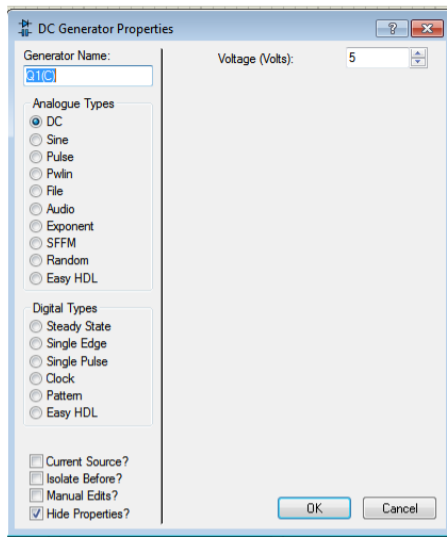 DC Generator Properties
Generator Name:
Q1(C)
Voltage (Volts):
5
Analogue Types
DC
Sine
Pulse
Pwlin
File
Audio
Exponent
SFFM
Random
Easy HDL
Digital Types
Steady State
Single Edge
Single Pulse
Clock
Pattern
Easy HDL
Current Source?
Isolate Before?
Manual Edits?
Hide Properties?
OK
Cancel